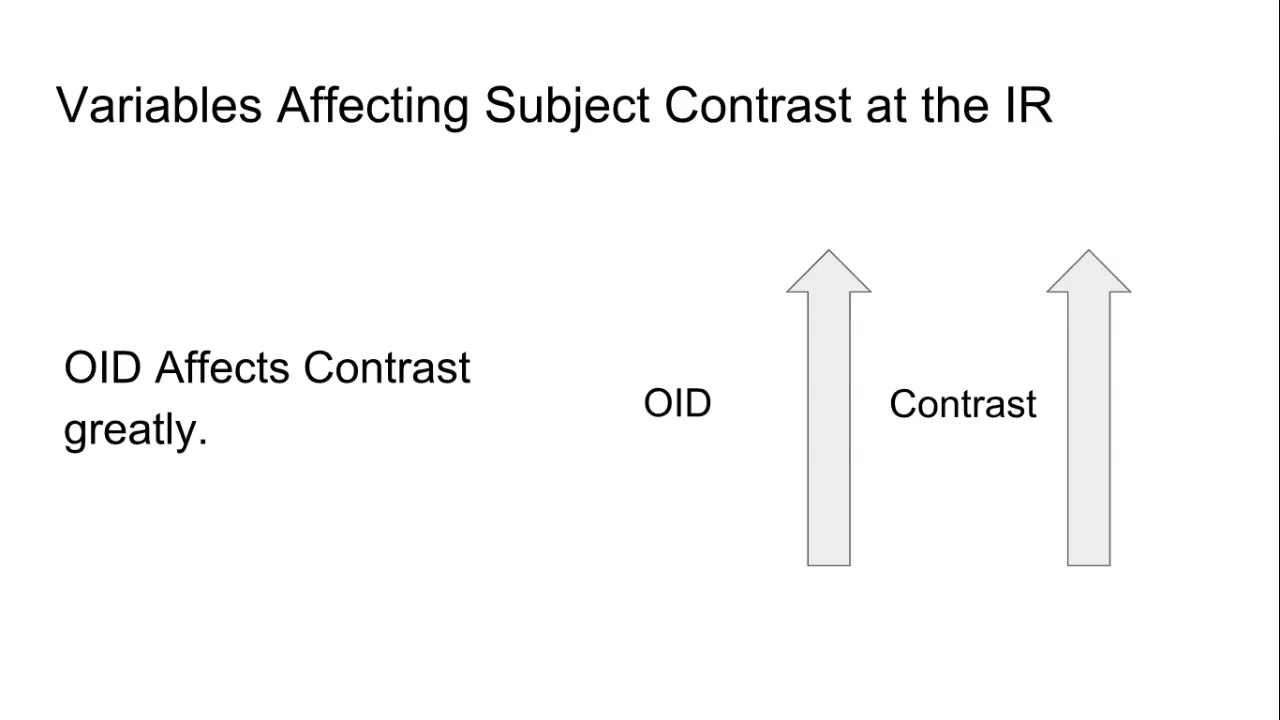 Variables Affecting Subject Contrast at the IR
OID Affects Contrast
greatly.
OID
Contrast